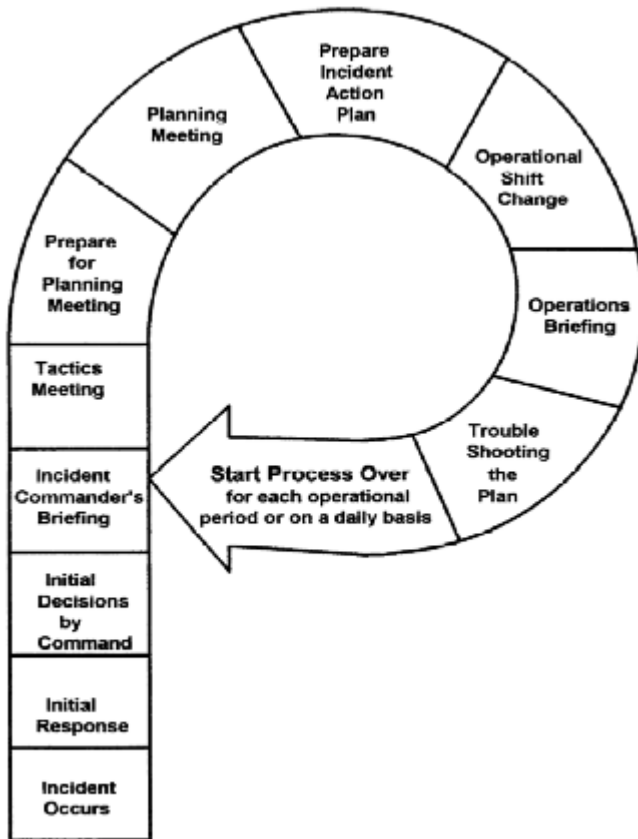 Incident
Occurs
Initial
Response
Initial
Decisions
by
Command
Incident
Commander's
Briefing
Tactics
Meeting
Prepare
for
Planning
Meeting
Planning
Meeting
Prepare
Incident
Action
Plan
Operational
Shift
Change
Operations
Briefing
Trouble
Shooting
the
Plan
Start Process Over
for each operational
period or on a daily basis